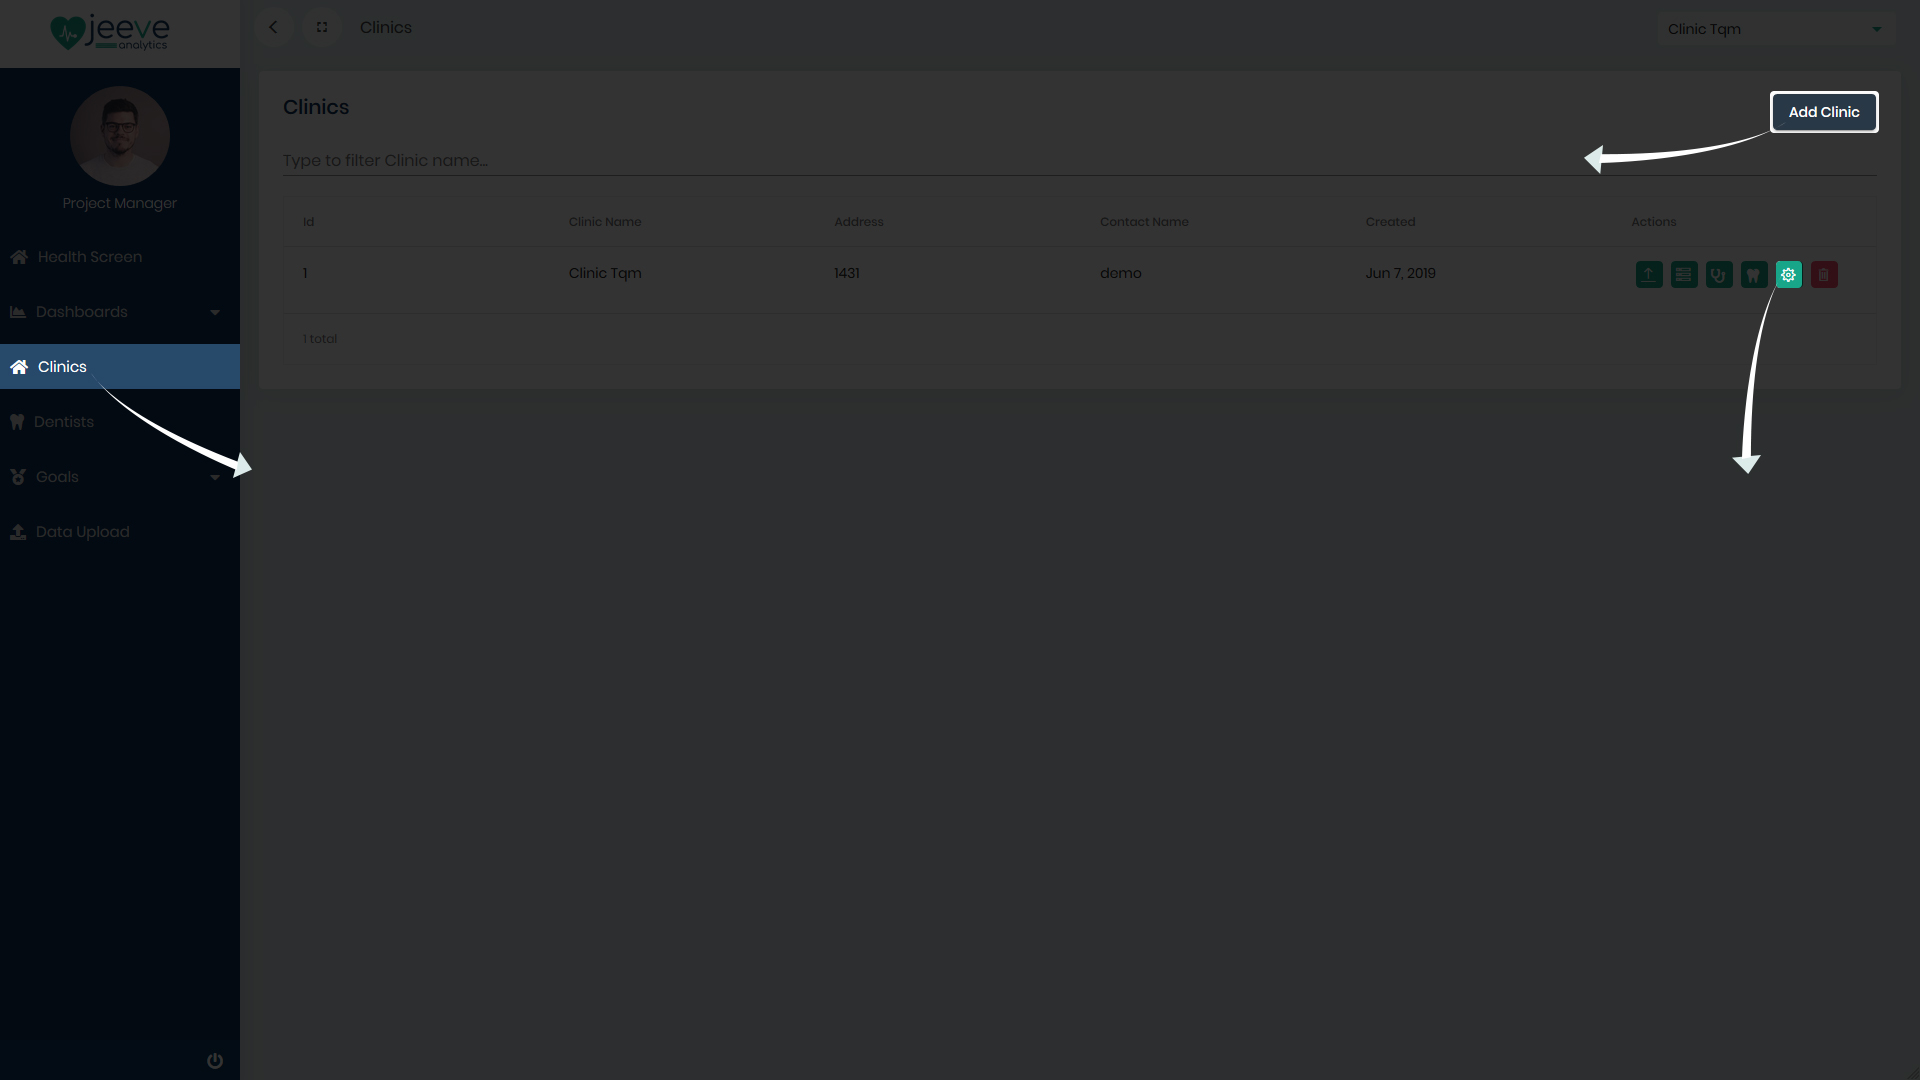 jeeve
analytics
Clinics
Clinic Tqm
Project Manager
Health Screen
Dashboards
Clinics
Dentists
Goals
Data Upload
Clinics
Add Clinic
Type to filter Clinic name...
Id Clinic Name Address Contact Name Created Actions
1 Clinic Tqm 1431 demo Jun 7, 2019
1 total